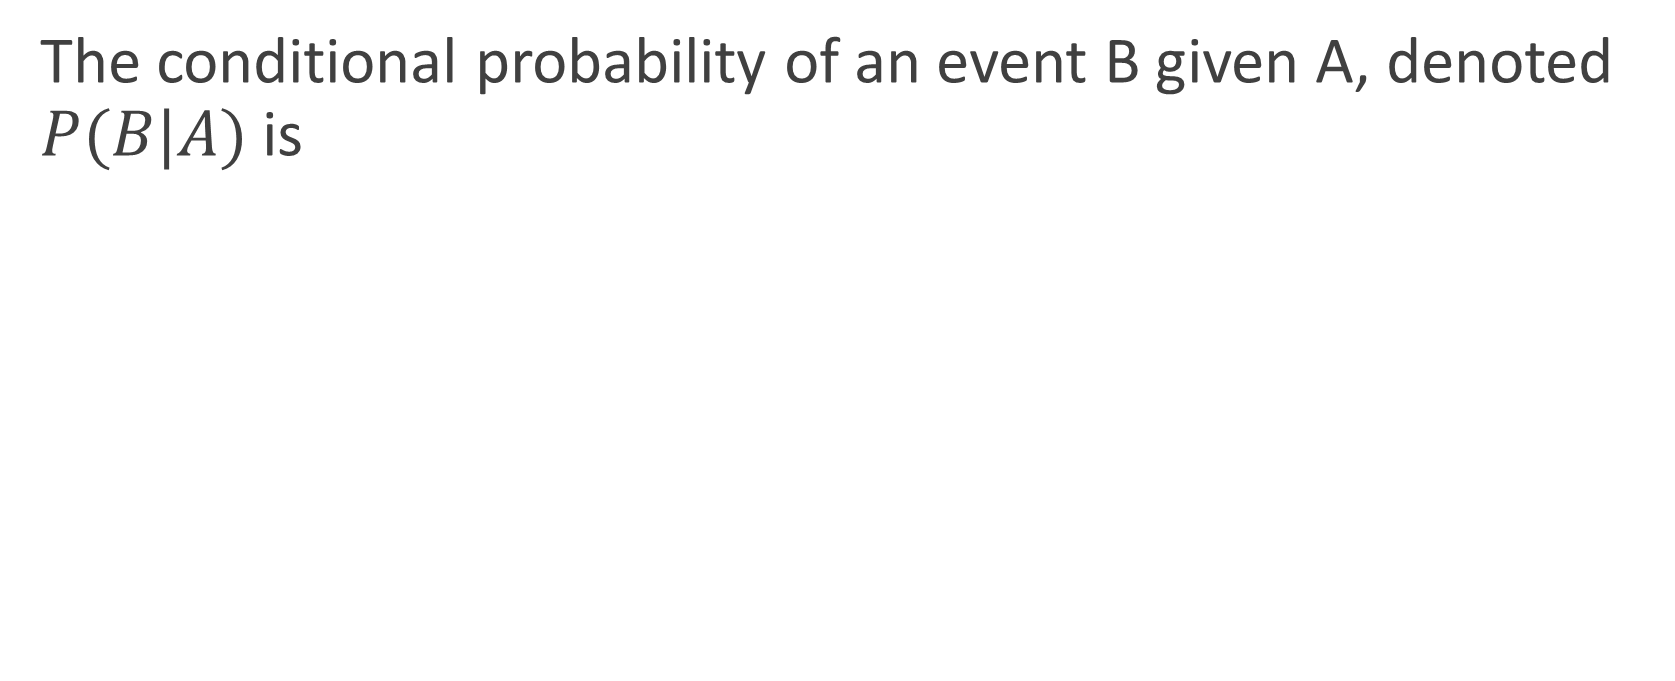 The conditional probability of an event B given A, denoted
P(B|A) is